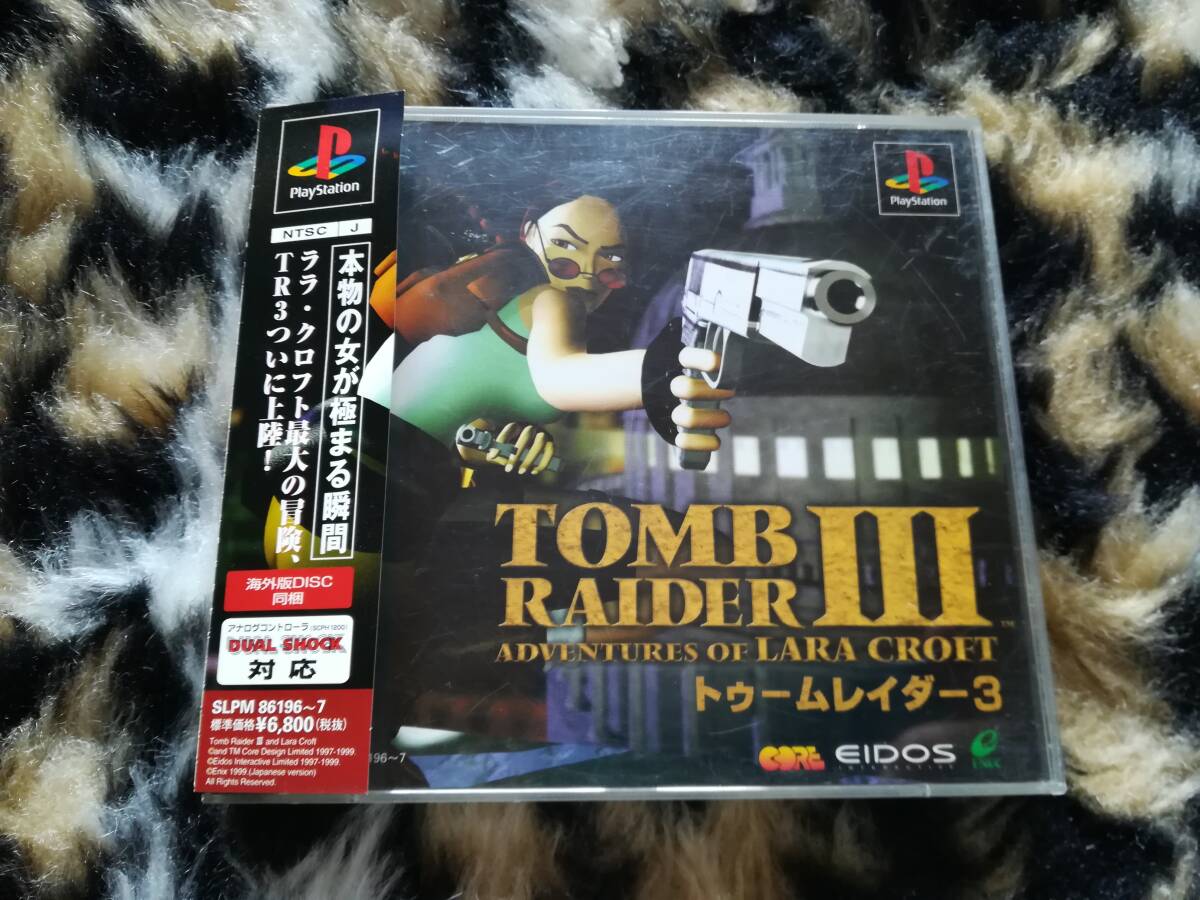 PlayStation
NTSC J
本物の女が極まる瞬間
ララ・クロフト最大の冒険、
TR3ついに上陸!
海外版DISC
同梱
アナログコントローラ(SCPH1200)
DUAL SHOCK
対応
SLPM 86196~7
標準価格¥6,800(税抜)
Tomb Raider III and Lara Croft
©and TM Core Design Limited 1997-1999.
©Eidos Interactive Limited 1997-1999.
©Enix 1999.(Japanese version)
All Rights Reserved.
PlayStation
TOMB
RAIDER III
TM
ADVENTURES OF LARA CROFT
トゥームレイダー3
CORE EIDOS
196~7